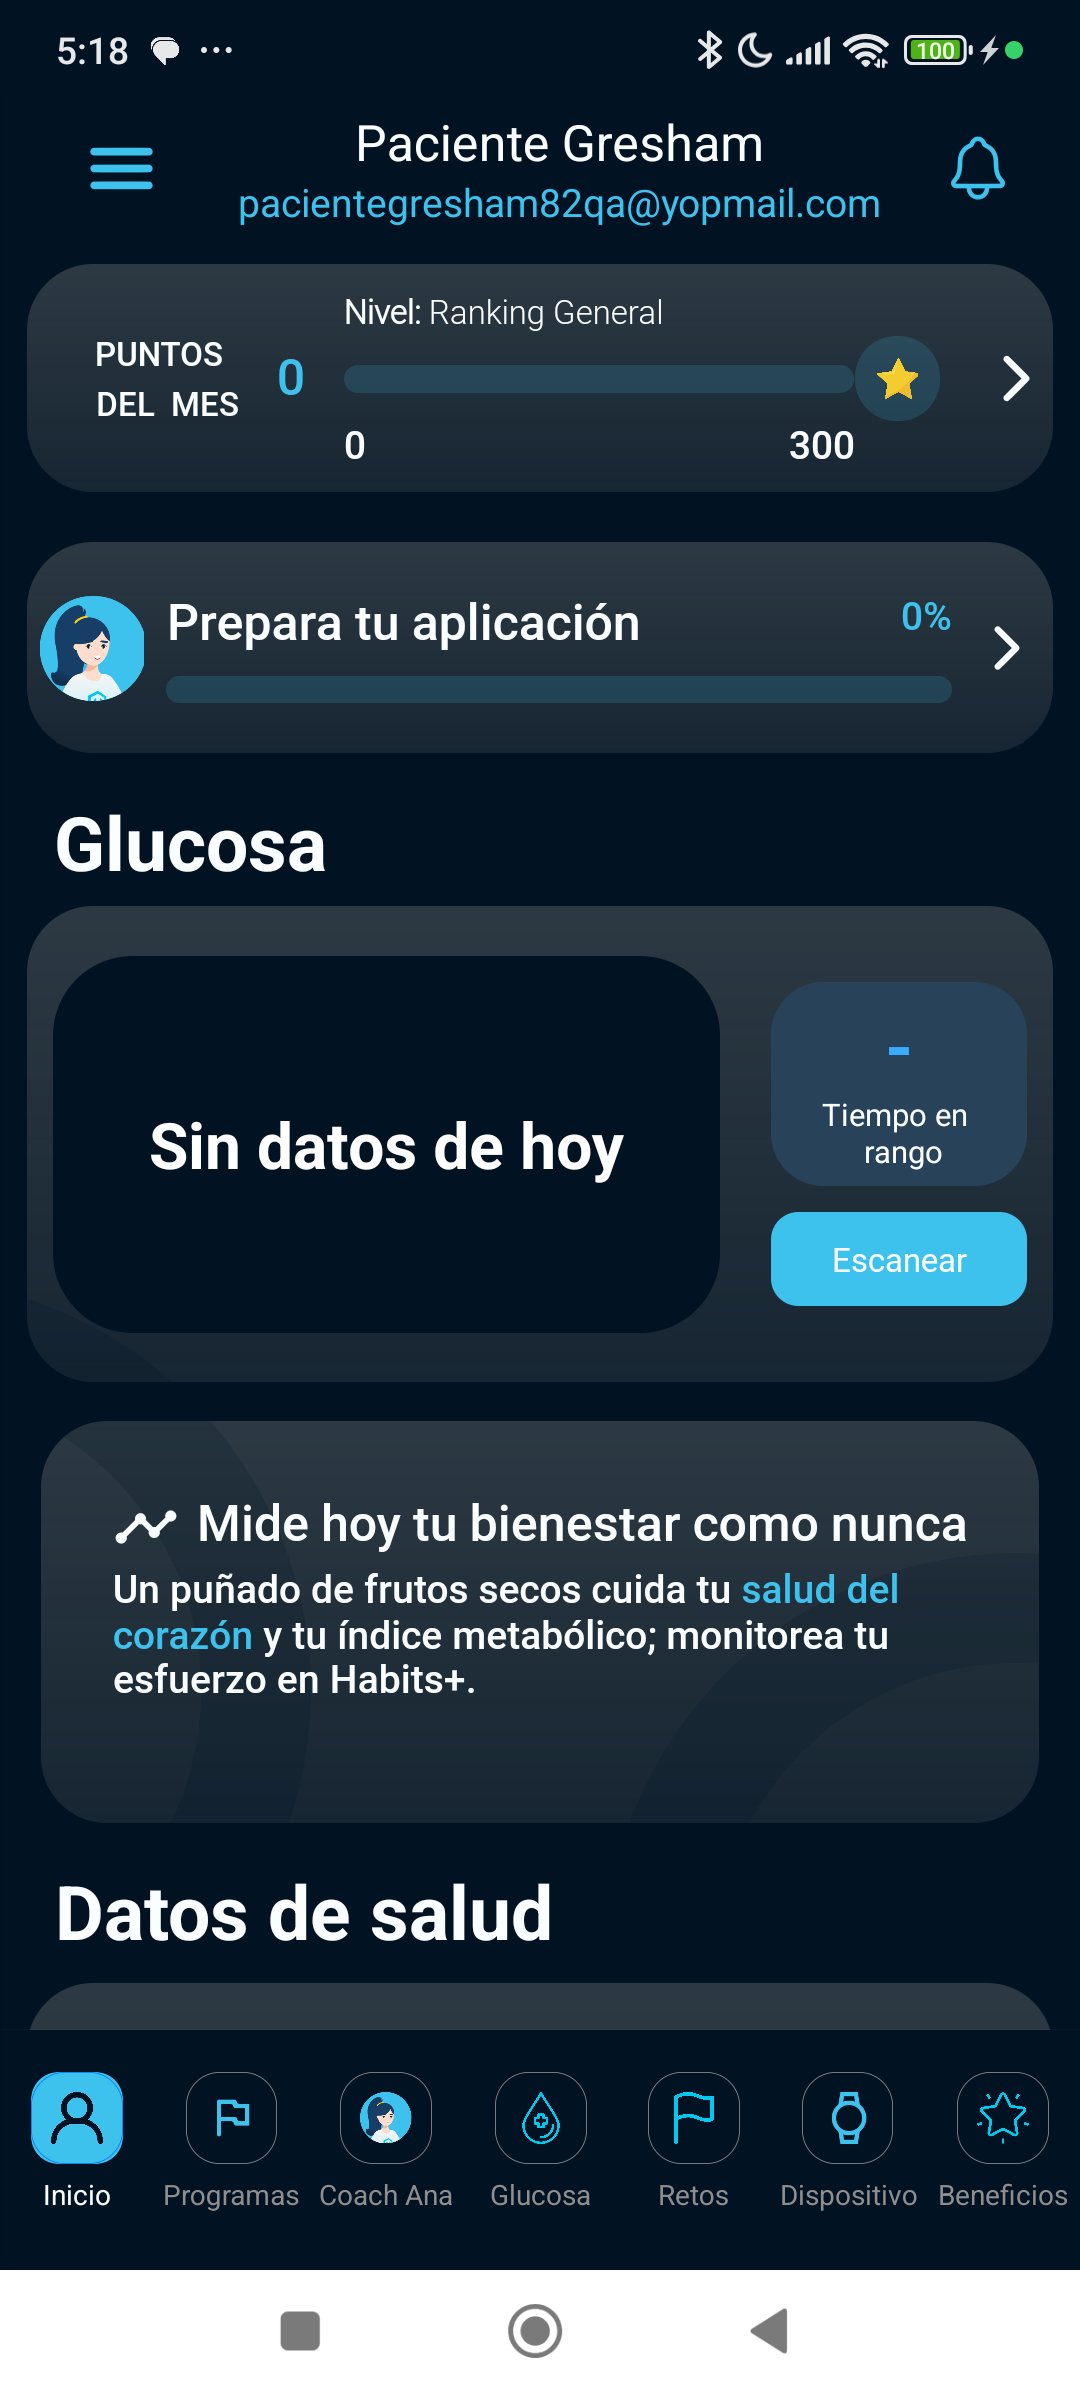 5:18
100
Paciente Gresham
pacientegresham82qa@yopmail.com
Nivel: Ranking General
PUNTOS
DEL MES
0
0
300
Prepara tu aplicación
0%
Glucosa
Sin datos de hoy
-
Tiempo en
rango
Escanear
Mide hoy tu bienestar como nunca
Un puñado de frutos secos cuida tu salud del
corazón y tu índice metabólico; monitorea tu
esfuerzo en Habits+.
Datos de salud
Inicio
Programas
Coach Ana
Glucosa
Retos
Dispositivo
Beneficios